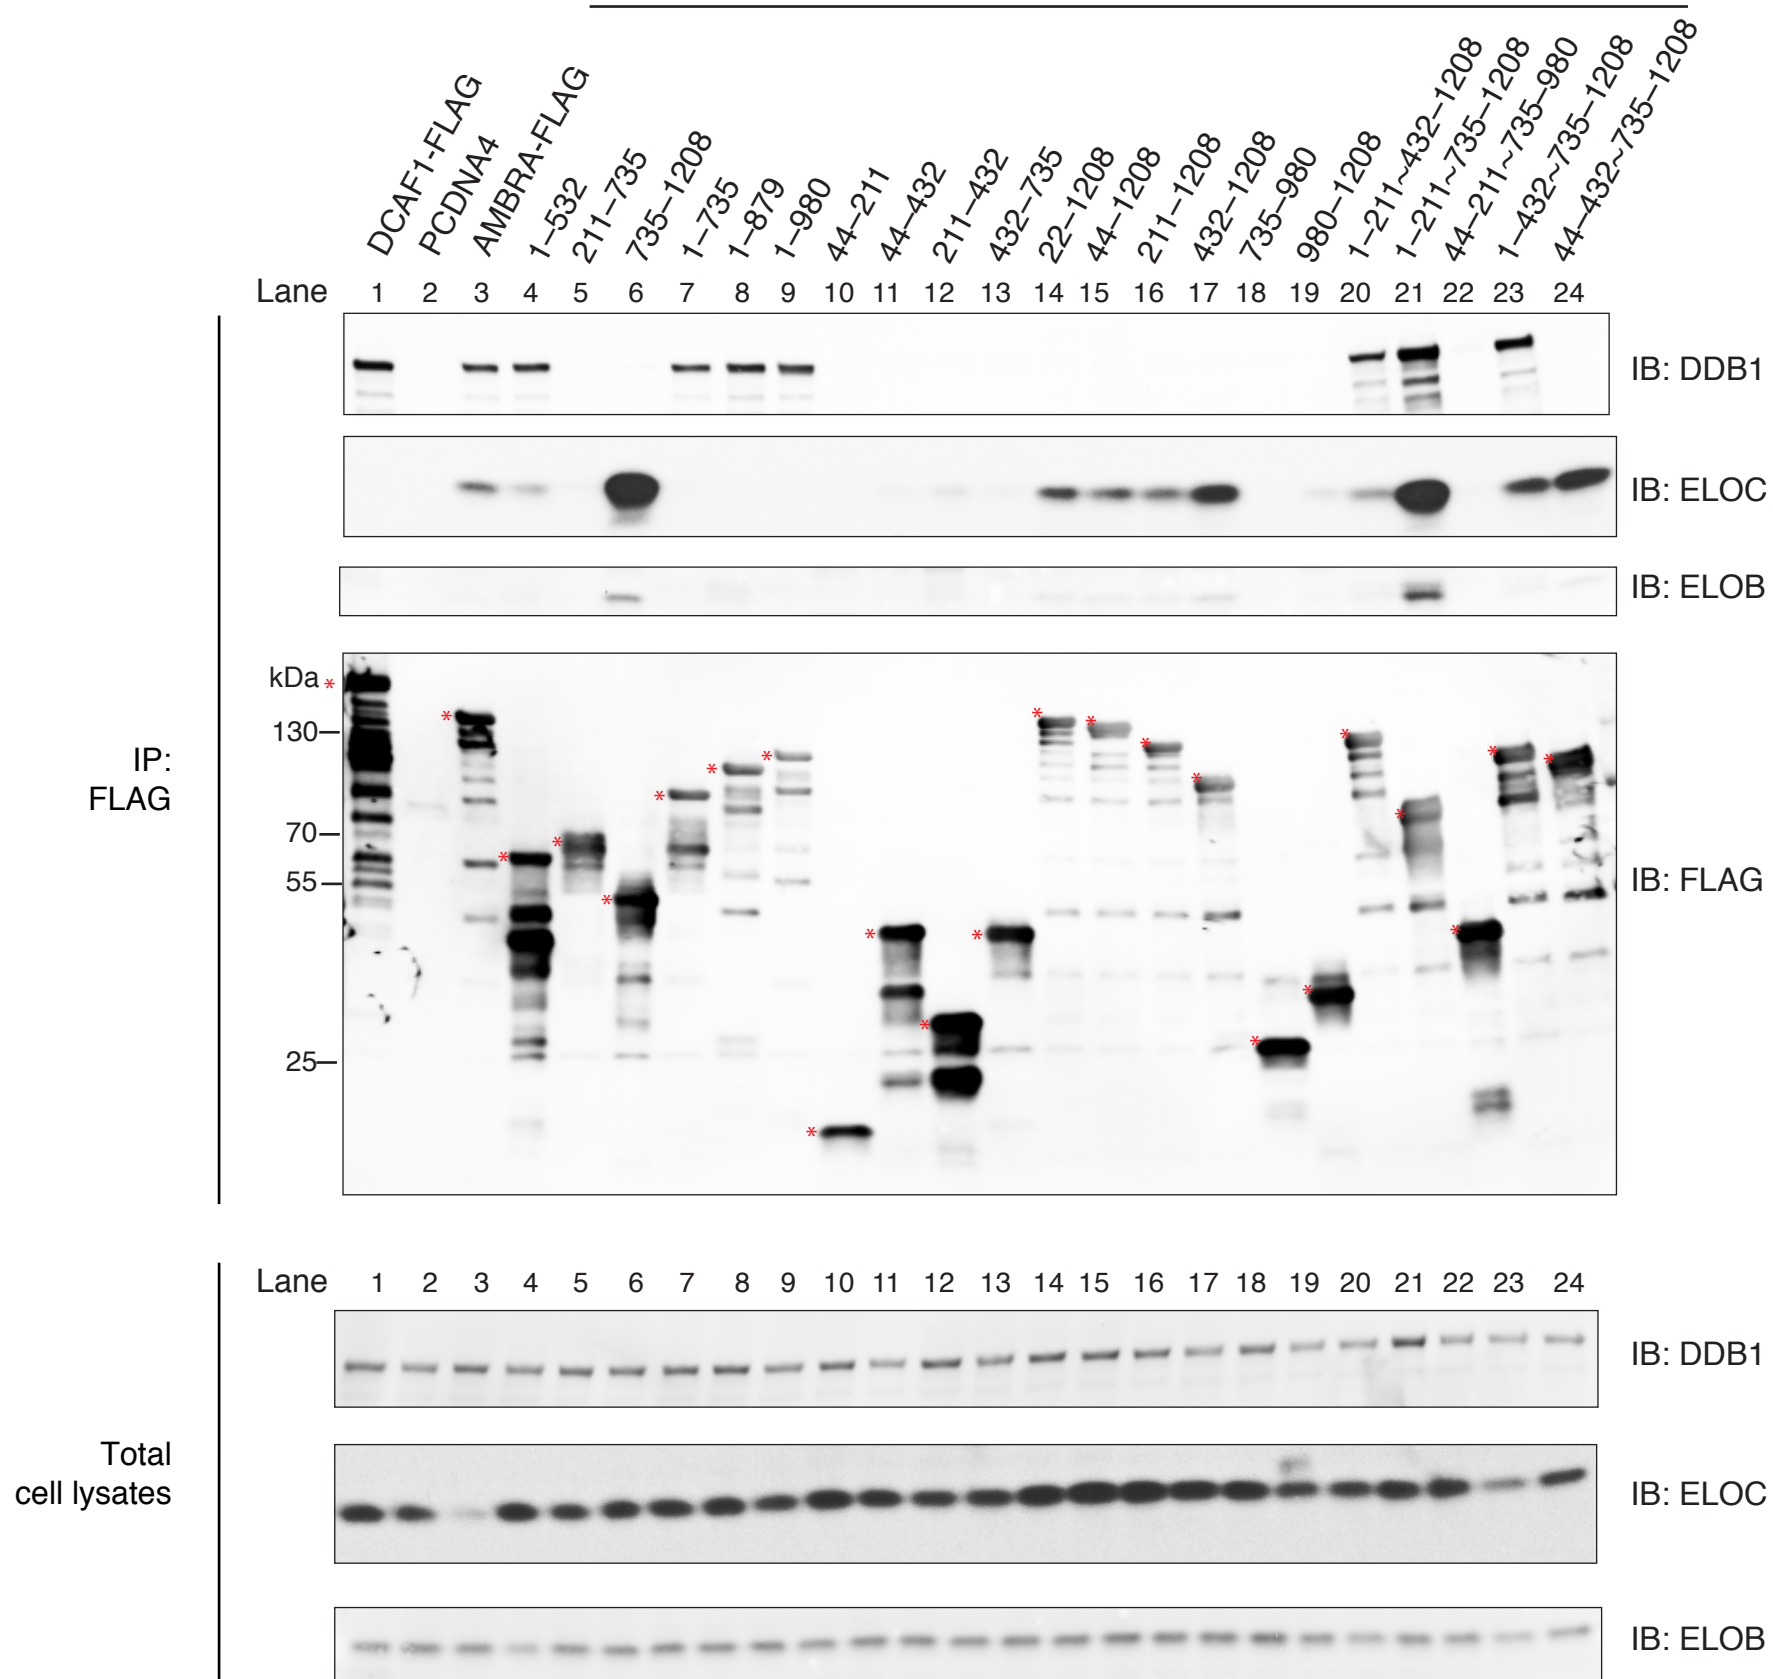 DCAF1-FLAG
PCDNA4
AMBRA-FLAG
1–532
211–735
735–1208
1–735
1–879
1–980
44–211
44–432
211–432
432–735
22–1208
44–1208
211–1208
432–1208
735–980
980–1208
1–211~432–1208
1–211~735–1208
44–211~735–980
1–432~735–1208
44–432~735–1208
Lane 1 2 3 4 5 6 7 8 9 10 11 12 13 14 15 16 17 18 19 20 21 22 23 24
IB: DDB1
IB: ELOC
IB: ELOB
kDa
130
70
55
25
IP:
FLAG
IB: FLAG
Lane 1 2 3 4 5 6 7 8 9 10 11 12 13 14 15 16 17 18 19 20 21 22 23 24
IB: DDB1
Total
cell lysates
IB: ELOC
IB: ELOB